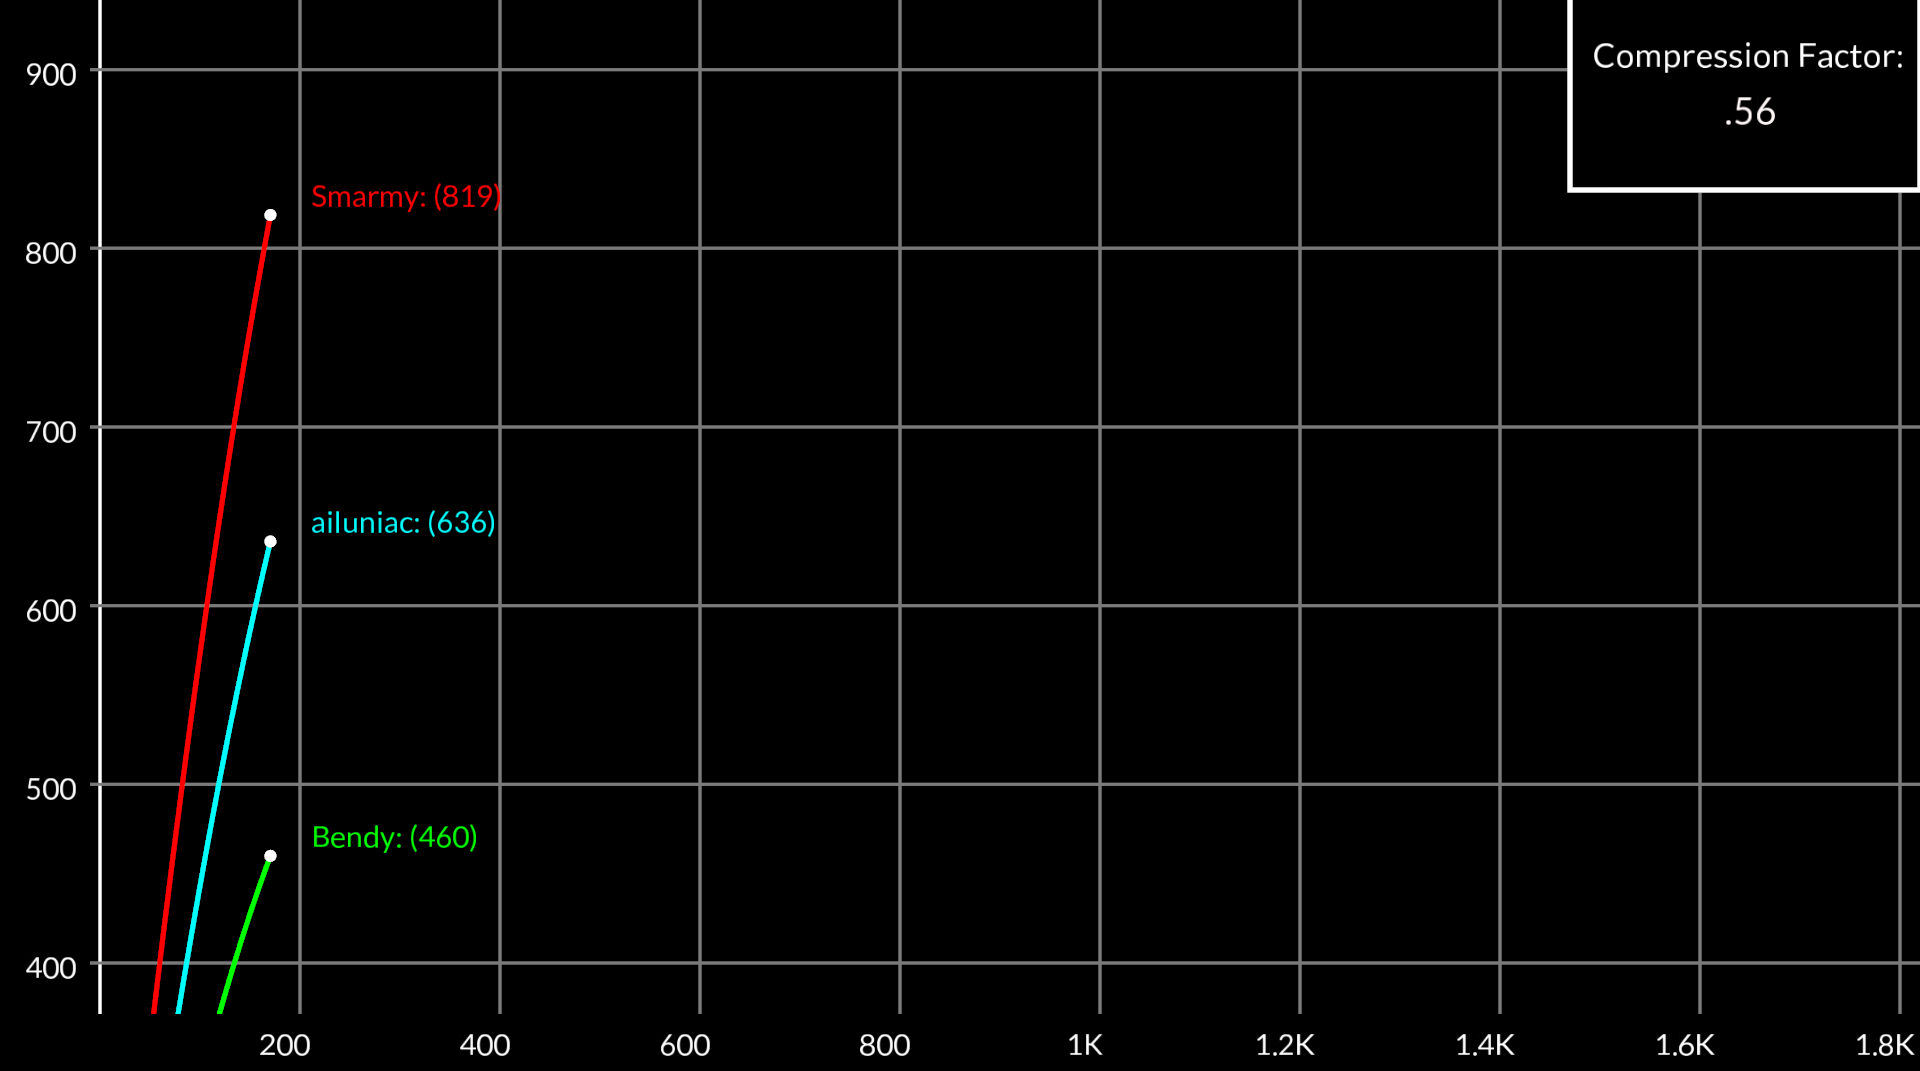 Compression Factor:
.56
900
Smarmy: (819)
800
700
ailuniac: (636)
600
500
Bendy: (460)
400
200 400 600 800 1K 1.2K 1.4K 1.6K 1.8K